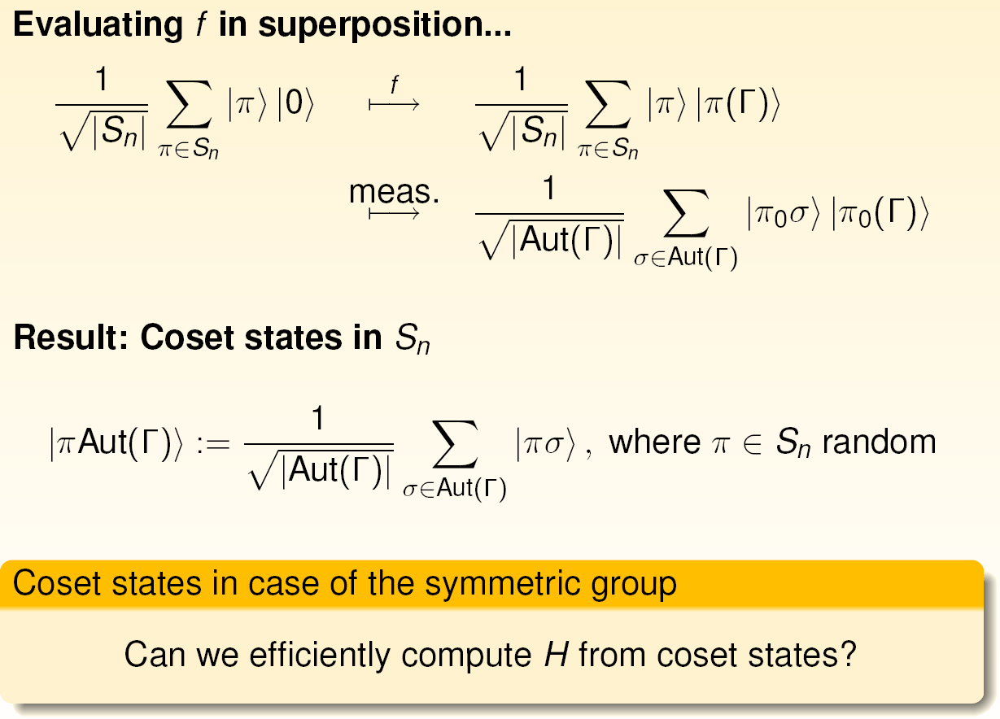 Evaluating f in superposition...
$\frac{1}{\sqrt{|S_n|}} \sum_{\pi \in S_n} |\pi\rangle |0\rangle \quad \overset{f}{\longmapsto} \quad \frac{1}{\sqrt{|S_n|}} \sum_{\pi \in S_n} |\pi\rangle |\pi(\Gamma)\rangle$
$\overset{\text{meas.}}{\longmapsto} \quad \frac{1}{\sqrt{|\text{Aut}(\Gamma)|}} \sum_{\sigma \in \text{Aut}(\Gamma)} |\pi_0 \sigma\rangle |\pi_0(\Gamma)\rangle$
Result: Coset states in $S_n$
$|\pi \text{Aut}(\Gamma)\rangle := \frac{1}{\sqrt{|\text{Aut}(\Gamma)|}} \sum_{\sigma \in \text{Aut}(\Gamma)} |\pi\sigma\rangle$ , where $\pi \in S_n$ random
Coset states in case of the symmetric group
Can we efficiently compute H from coset states?